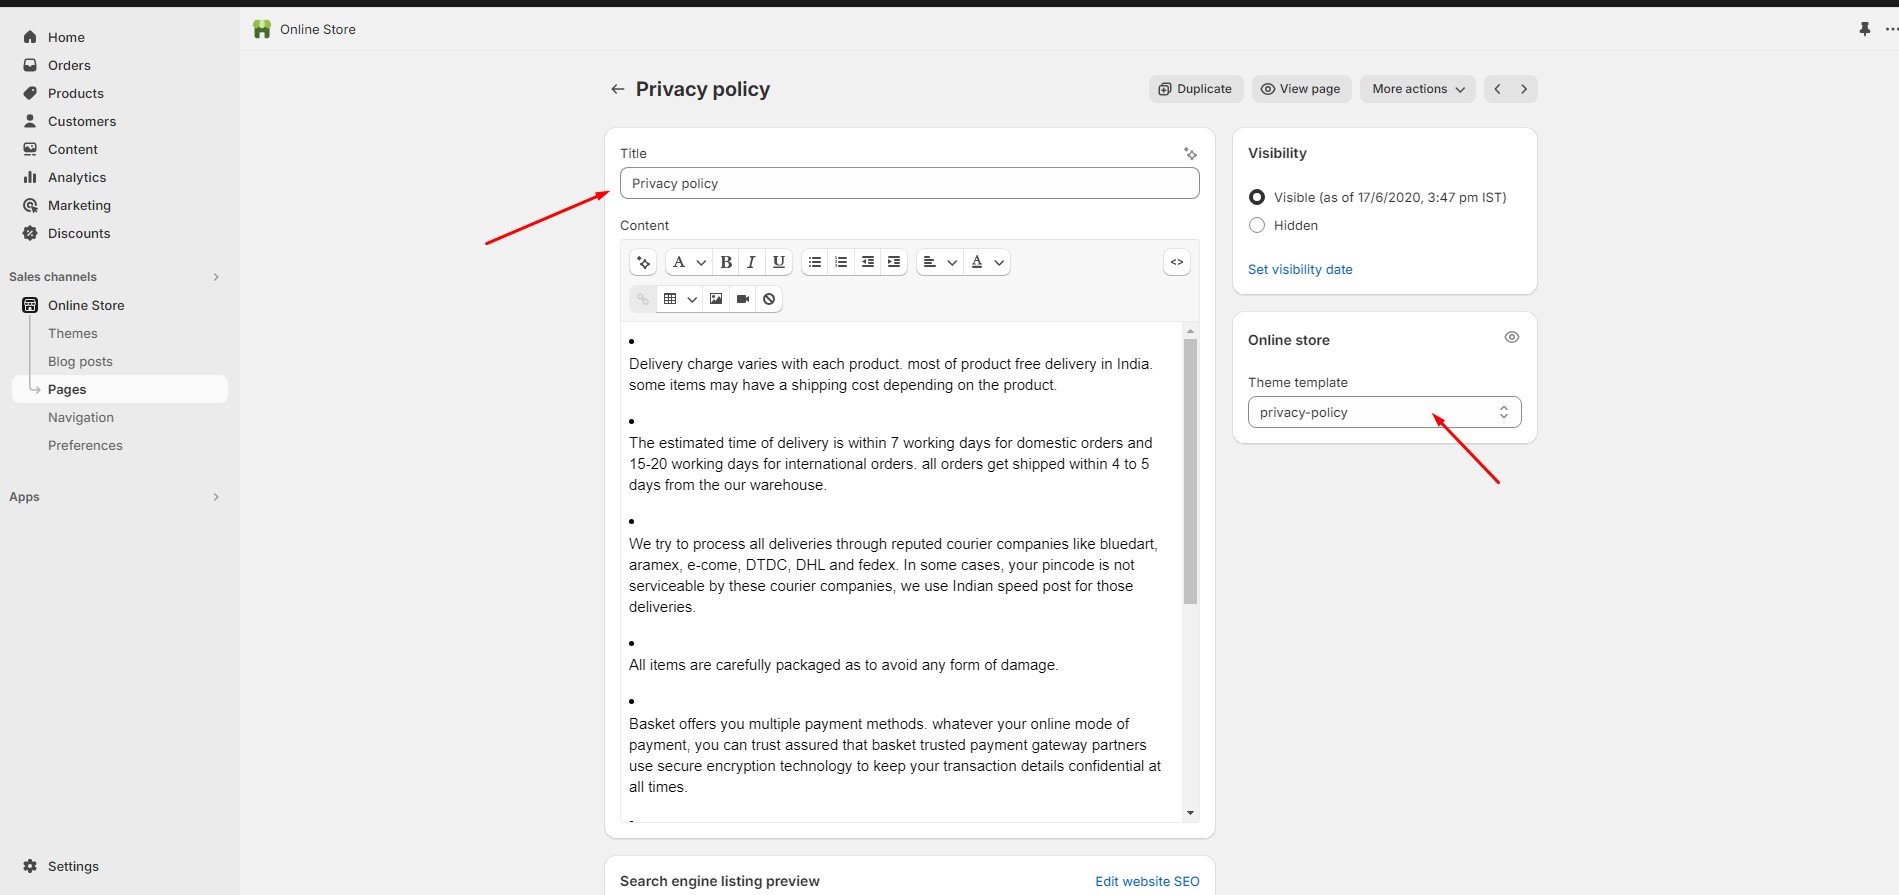 Home
Orders
Products
Customers
Content
Analytics
Marketing
Discounts
Sales channels
Online Store
Themes
Blog posts
Pages
Navigation
Preferences
Apps
Settings
Online Store
Privacy policy
Duplicate
View page
More actions
Title
Privacy policy
Content
A
B
I
U
A
<>
Delivery charge varies with each product. most of product free delivery in India.
some items may have a shipping cost depending on the product.
The estimated time of delivery is within 7 working days for domestic orders and
15-20 working days for international orders. all orders get shipped within 4 to 5
days from the our warehouse.
We try to process all deliveries through reputed courier companies like bluedart,
aramex, e-come, DTDC, DHL and fedex. In some cases, your pincode is not
serviceable by these courier companies, we use Indian speed post for those
deliveries.
All items are carefully packaged as to avoid any form of damage.
Basket offers you multiple payment methods. whatever your online mode of
payment, you can trust assured that basket trusted payment gateway partners
use secure encryption technology to keep your transaction details confidential at
all times.
Search engine listing preview
Edit website SEO
Visibility
Visible (as of 17/6/2020, 3:47 pm IST)
Hidden
Set visibility date
Online store
Theme template
privacy-policy